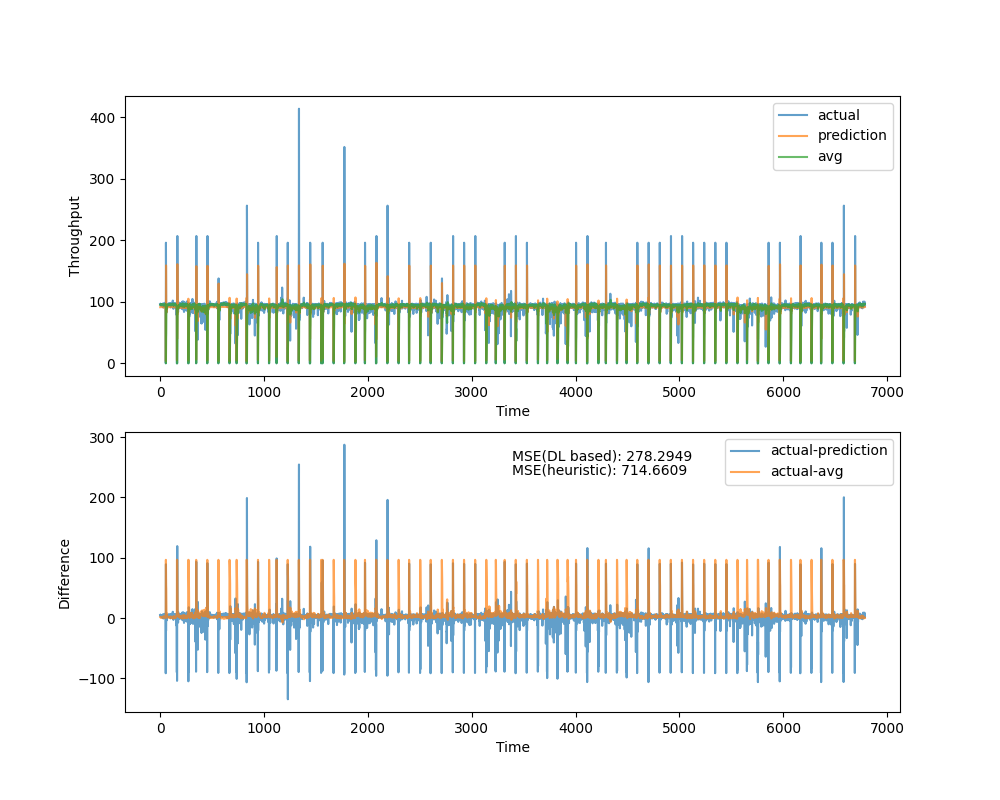 400
300
200
100
0
Throughput
actual
prediction
avg
0 1000 2000 3000 4000 5000 6000 7000
Time
300
200
100
0
−100
Difference
MSE(DL based): 278.2949
MSE(heuristic): 714.6609
actual-prediction
actual-avg
0 1000 2000 3000 4000 5000 6000 7000
Time